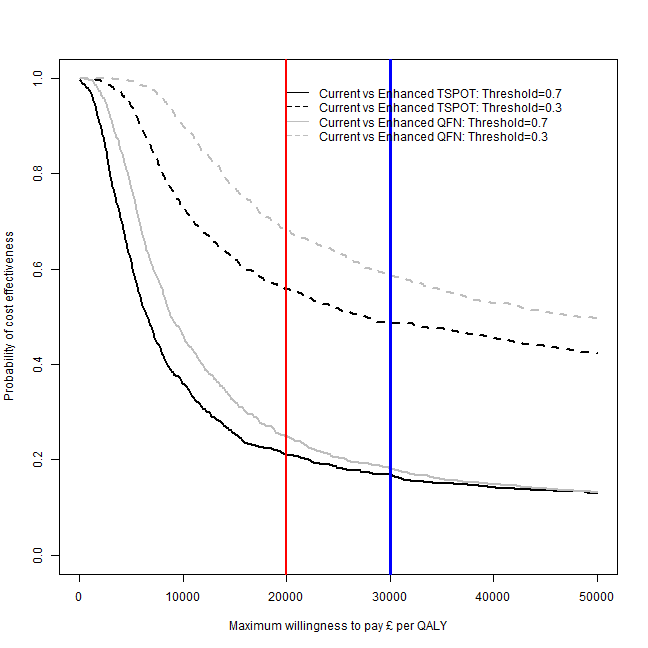 Current vs Enhanced TSPOT: Threshold=0.7
Current vs Enhanced TSPOT: Threshold=0.3
Current vs Enhanced QFN: Threshold=0.7
Current vs Enhanced QFN: Threshold=0.3
Probability of cost effectiveness
1.0
0.8
0.6
0.4
0.2
0.0
0 10000 20000 30000 40000 50000
Maximum willingness to pay £ per QALY